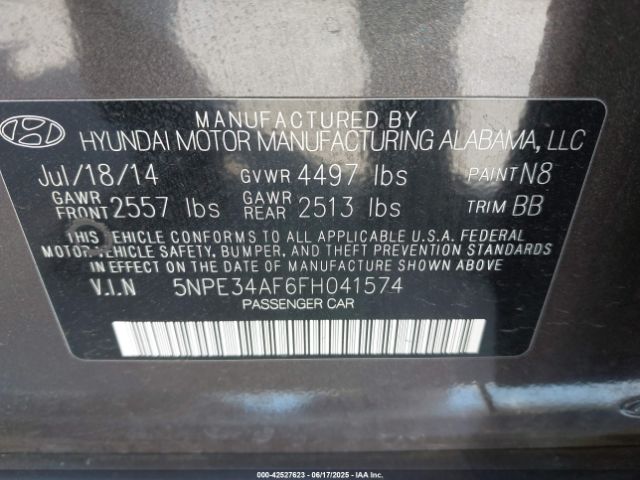 MANUFACTURED BY
HYUNDAI MOTOR MANUFACTURING ALABAMA, LLC
Jul/18/14 GVWR 4497 lbs PAINT N8
GAWR FRONT 2557 lbs GAWR REAR 2513 lbs TRIM BB
THIS VEHICLE CONFORMS TO ALL APPLICABLE U.S.A. FEDERAL
MOTOR VEHICLE SAFETY, BUMPER, AND THEFT PREVENTION STANDARDS
IN EFFECT ON THE DATE OF MANUFACTURE SHOWN ABOVE
V.I.N 5NPE34AF6FH041574
PASSENGER CAR
000-42527623 - 06/17/2025 - IAA, Inc.